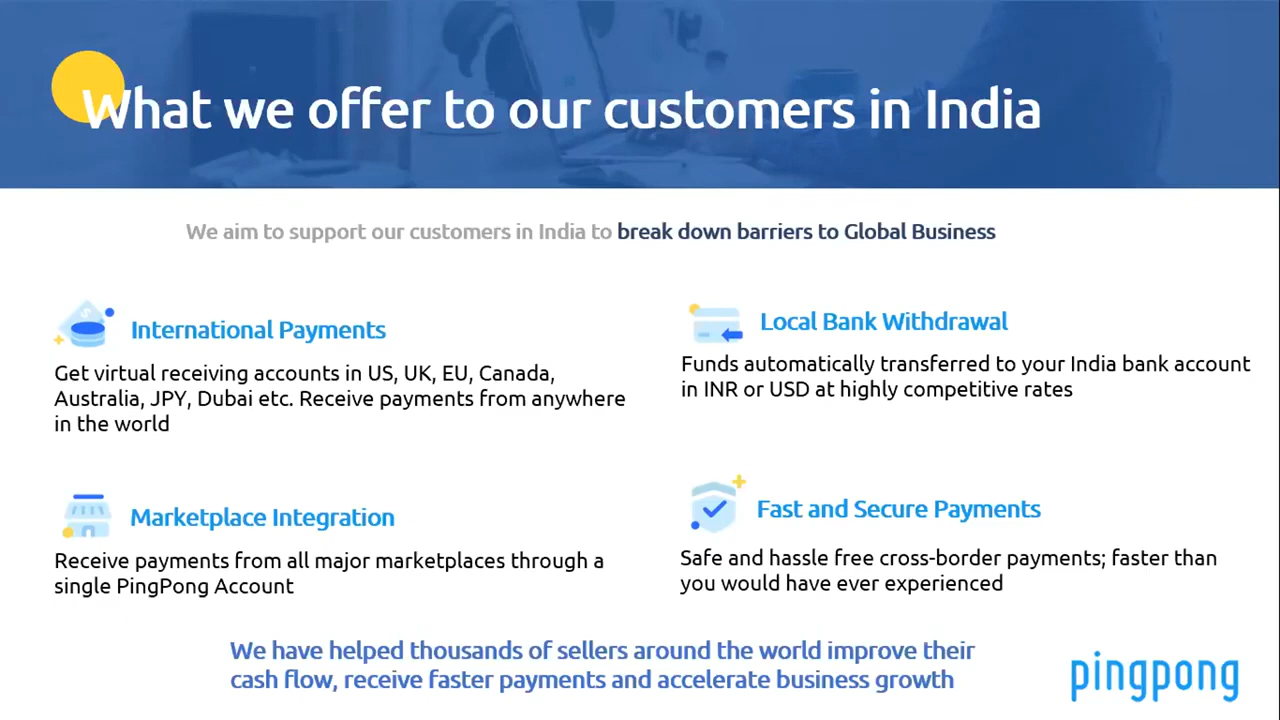 What we offer to our customers in India
We aim to support our customers in India to break down barriers to Global Business
International Payments
Get virtual receiving accounts in US, UK, EU, Canada,
Australia, JPY, Dubai etc. Receive payments from anywhere
in the world
Local Bank Withdrawal
Funds automatically transferred to your India bank account
in INR or USD at highly competitive rates
Marketplace Integration
Receive payments from all major marketplaces through a
single PingPong Account
Fast and Secure Payments
Safe and hassle free cross-border payments; faster than
you would have ever experienced
We have helped thousands of sellers around the world improve their
cash flow, receive faster payments and accelerate business growth
pingpong